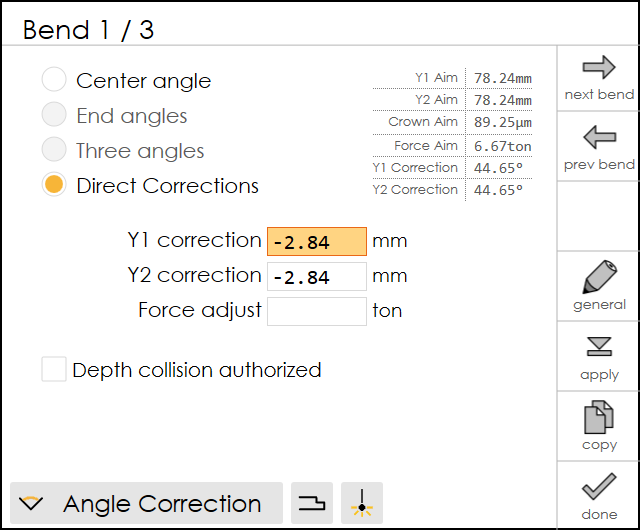 Bend 1 / 3
Center angle
End angles
Three angles
Direct Corrections
Y1 Aim 78.24mm
Y2 Aim 78.24mm
Crown Aim 89.25µm
Force Aim 6.67ton
Y1 Correction 44.65°
Y2 Correction 44.65°
Y1 correction -2.84 mm
Y2 correction -2.84 mm
Force adjust ton
Depth collision authorized
Angle Correction
next bend
prev bend
general
apply
copy
done